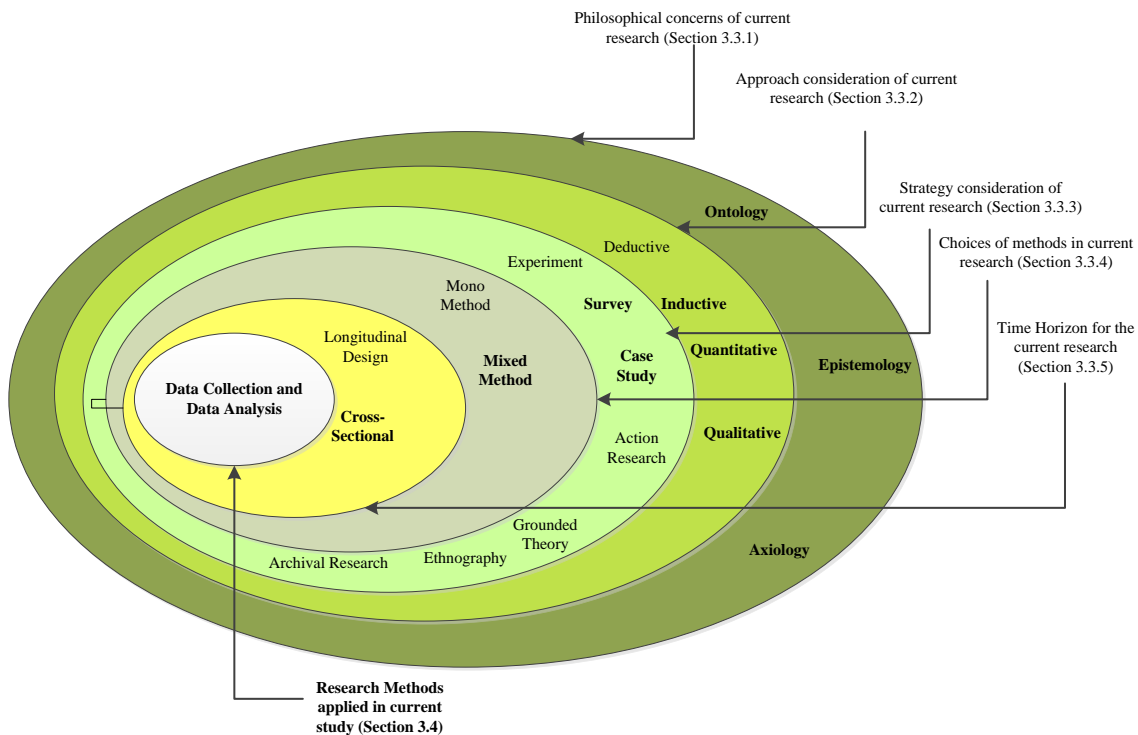 Philosophical concerns of current
research (Section 3.3.1)
Approach consideration of current
research (Section 3.3.2)
Strategy consideration of
current research (Section 3.3.3)
Choices of methods in current
research (Section 3.3.4)
Time Horizon for the
current research
(Section 3.3.5)
Ontology
Epistemology
Axiology
Deductive
Inductive
Quantitative
Qualitative
Experiment
Survey
Case
Study
Action
Research
Grounded
Theory
Ethnography
Archival Research
Mono
Method
Mixed
Method
Longitudinal
Design
Cross-
Sectional
Data Collection and
Data Analysis
Research Methods
applied in current
study (Section 3.4)